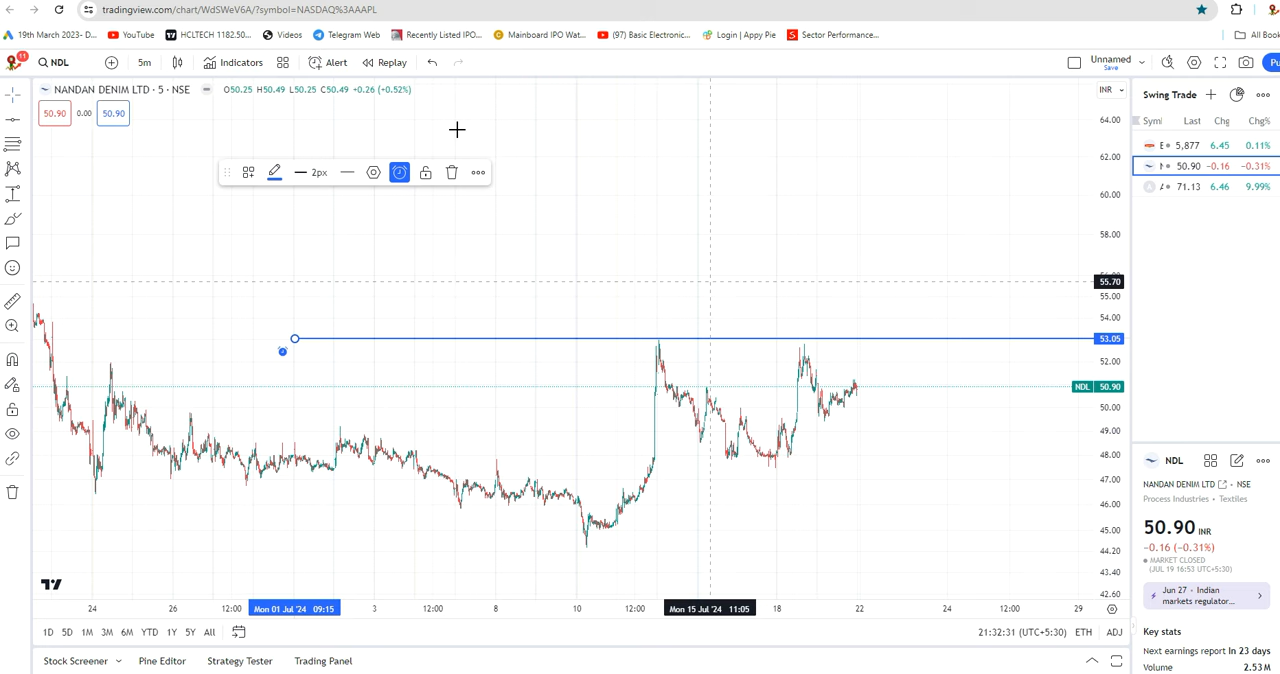 tradingview.com/chart/WdSWeV6A/?symbol=NASDAQ%3AAAPL
19th March 2023- D...
YouTube
HCLTECH 1182.50...
Videos
Telegram Web
Recently Listed IPO...
Mainboard IPO Wat...
(97) Basic Electronic...
Login | Appy Pie
Sector Performance...
All Book
11
NDL
5m
Indicators
Alert
Replay
Unnamed
Save
Pu
NANDAN DENIM LTD · 5 · NSE
O50.25 H50.49 L50.25 C50.49 +0.26 (+0.52%)
INR
50.90
0.00
50.90
2px
64.00
62.00
60.00
58.00
55.70
55.00
54.00
53.05
52.00
NDL 50.90
50.00
49.00
48.00
47.00
46.00
45.00
44.20
43.40
42.60
24
26
12:00
Mon 01 Jul '24 09:15
3
12:00
8
10
12:00
Mon 15 Jul '24 11:05
18
22
24
12:00
29
1D 5D 1M 3M 6M YTD 1Y 5Y All
21:32:31 (UTC+5:30) ETH ADJ
Stock Screener
Pine Editor
Strategy Tester
Trading Panel
Swing Trade
Symbl Last Chg Chg%
E 5,877 6.45 0.11%
50.90 -0.16 -0.31%
71.13 6.46 9.99%
NDL
NANDAN DENIM LTD · NSE
Process Industries • Textiles
50.90 INR
−0.16 (−0.31%)
MARKET CLOSED
(JUL 19 16:53 UTC+5:30)
Jun 27 • Indian
markets regulator...
Key stats
Next earnings report In 23 days
Volume 2.53M